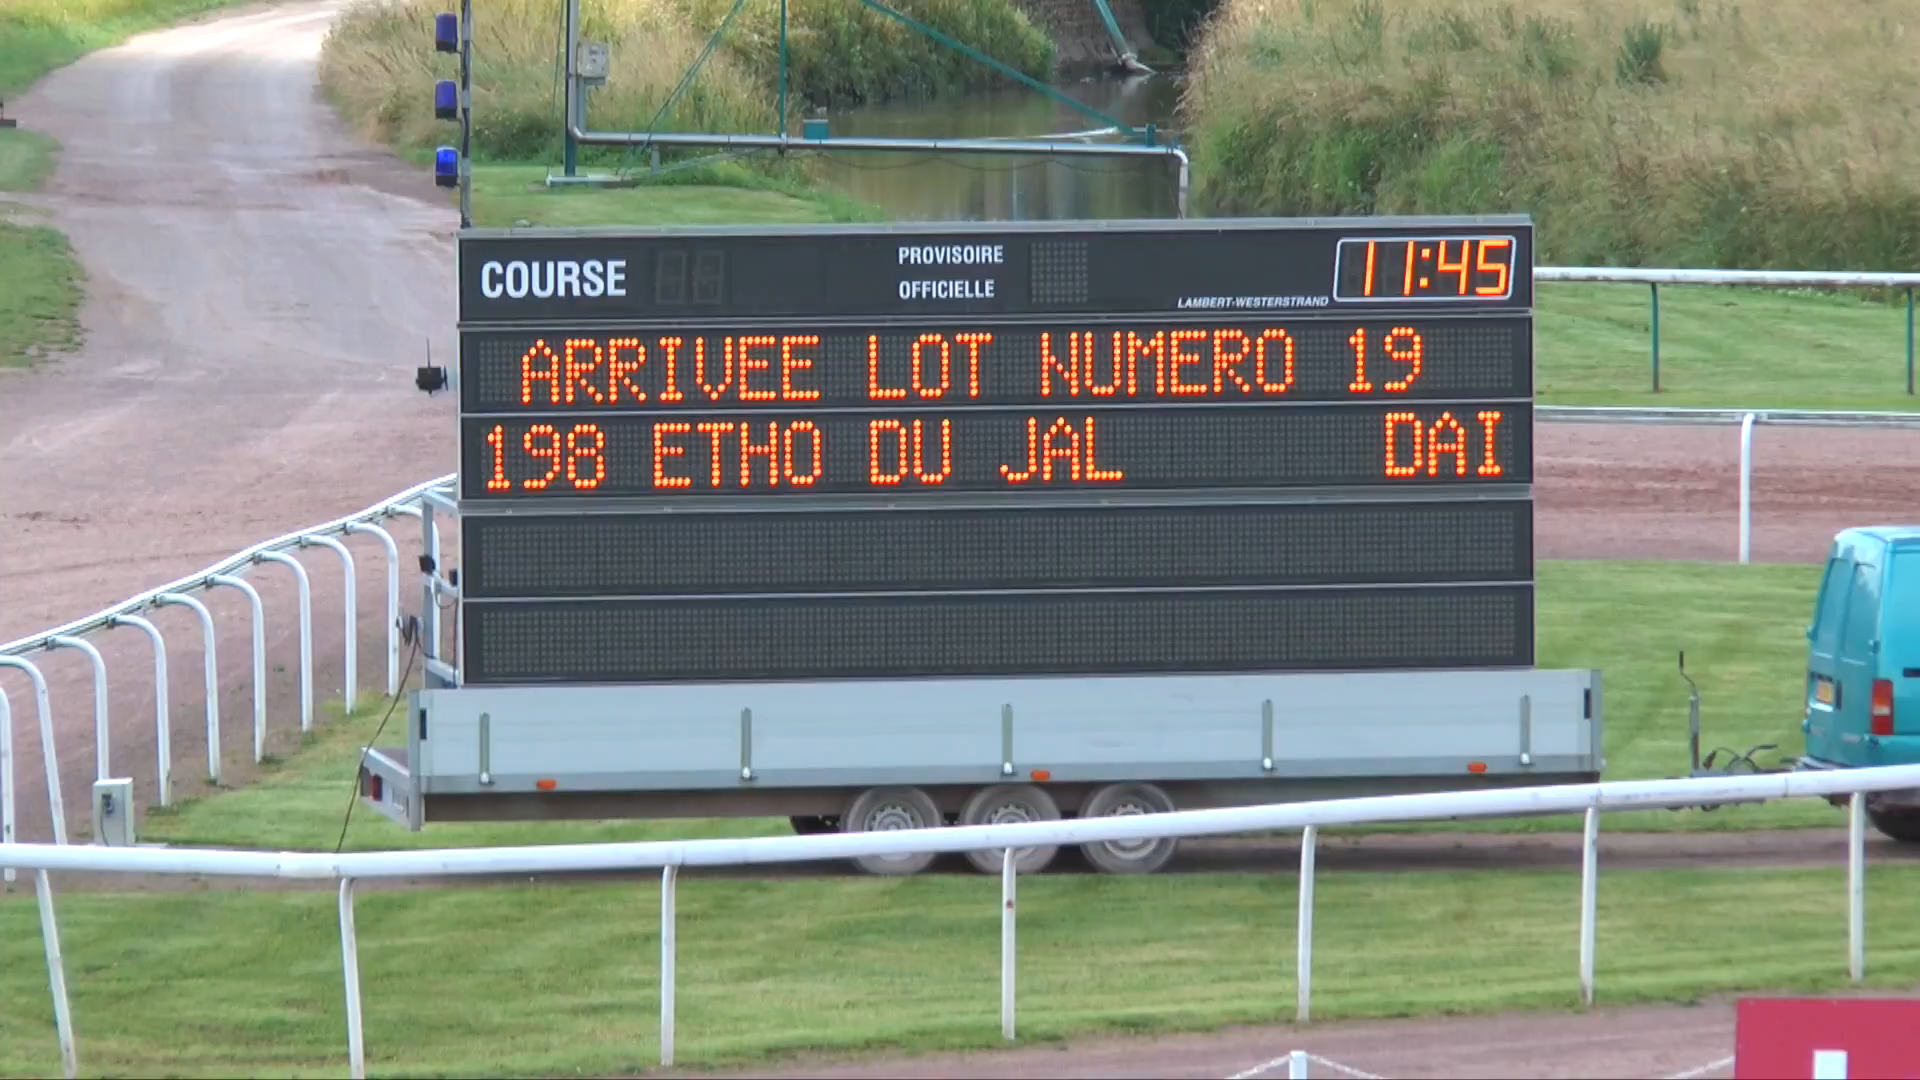 COURSE PROVISOIRE 11:45
OFFICIELLE
LAMBERT-WESTERSTRAND
ARRIVEE LOT NUMERO 19
198 ETHO DU JAL DAI